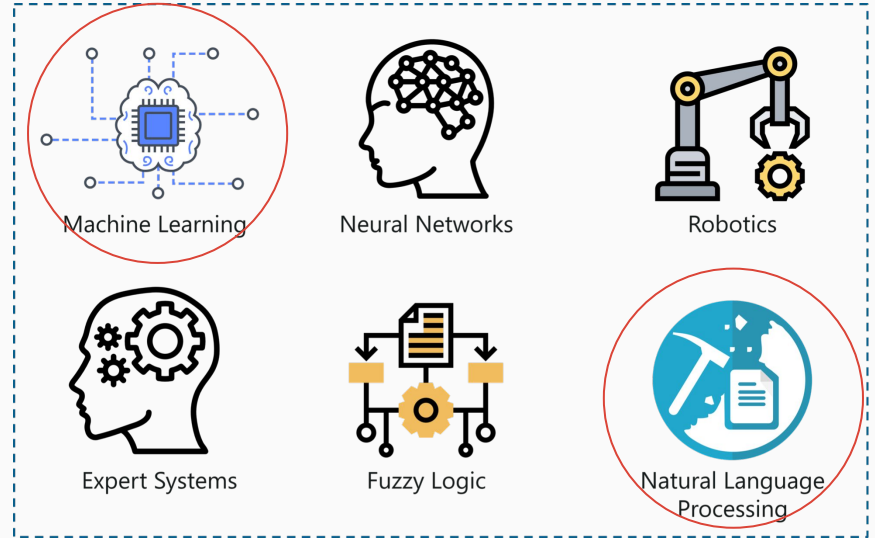 Machine Learning
Neural Networks
Robotics
Expert Systems
Fuzzy Logic
Natural Language
Processing